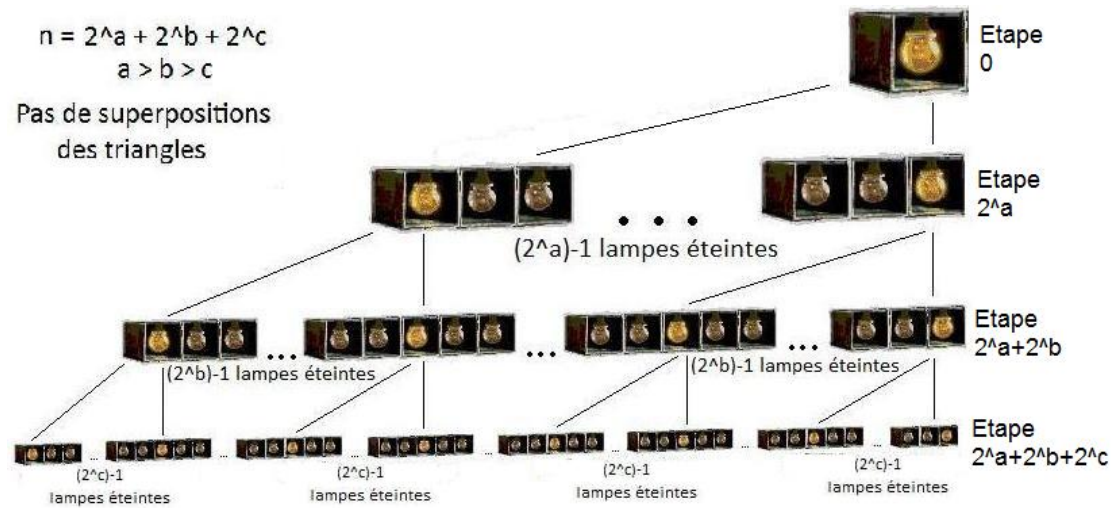 n = 2^a + 2^b + 2^c
a > b > c
Pas de superpositions
des triangles
Etape
0
Etape
2^a
(2^a)-1 lampes éteintes
Etape
2^a+2^b
(2^b)-1 lampes éteintes
(2^b)-1 lampes éteintes
Etape
2^a+2^b+2^c
(2^c)-1
lampes éteintes
(2^c)-1
lampes éteintes
(2^c)-1
lampes éteintes
(2^c)-1
lampes éteintes